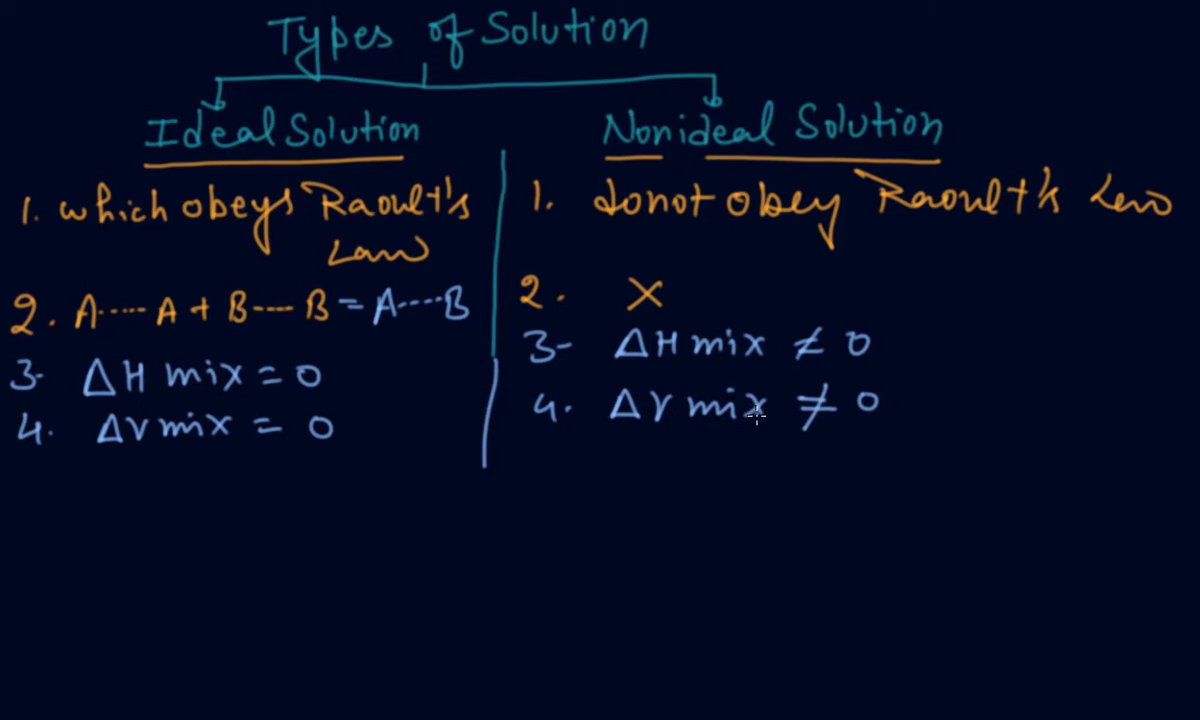 Types of Solution
Ideal Solution
1. which obeys Raoult's
Law
2. A-----A + B----B = A----B
3- ΔH mix = 0
4. ΔV mix = 0
Nonideal Solution
1. donot obey Raoult's Law
2. X
3- ΔH mix ≠ 0
4. ΔV mix ≠ 0